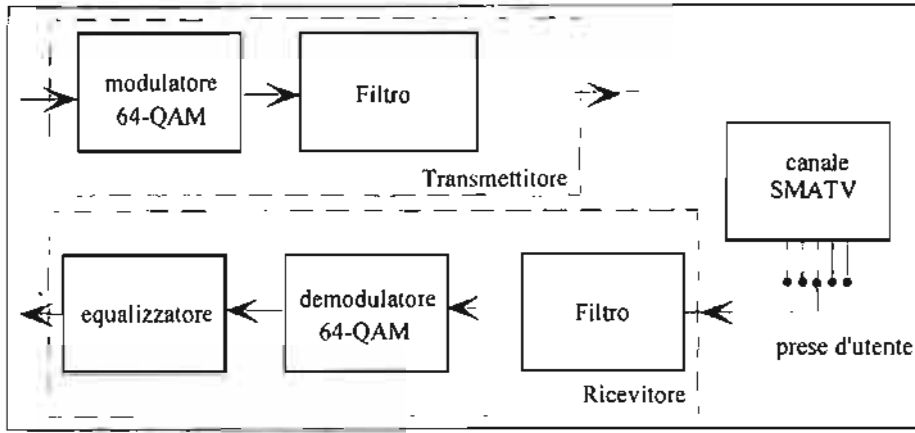 modulatore
64-QAM
Filtro
Transmettitore
canale
SMATV
equalizzatore
demodulatore
64-QAM
Filtro
prese d'utente
Ricevitore